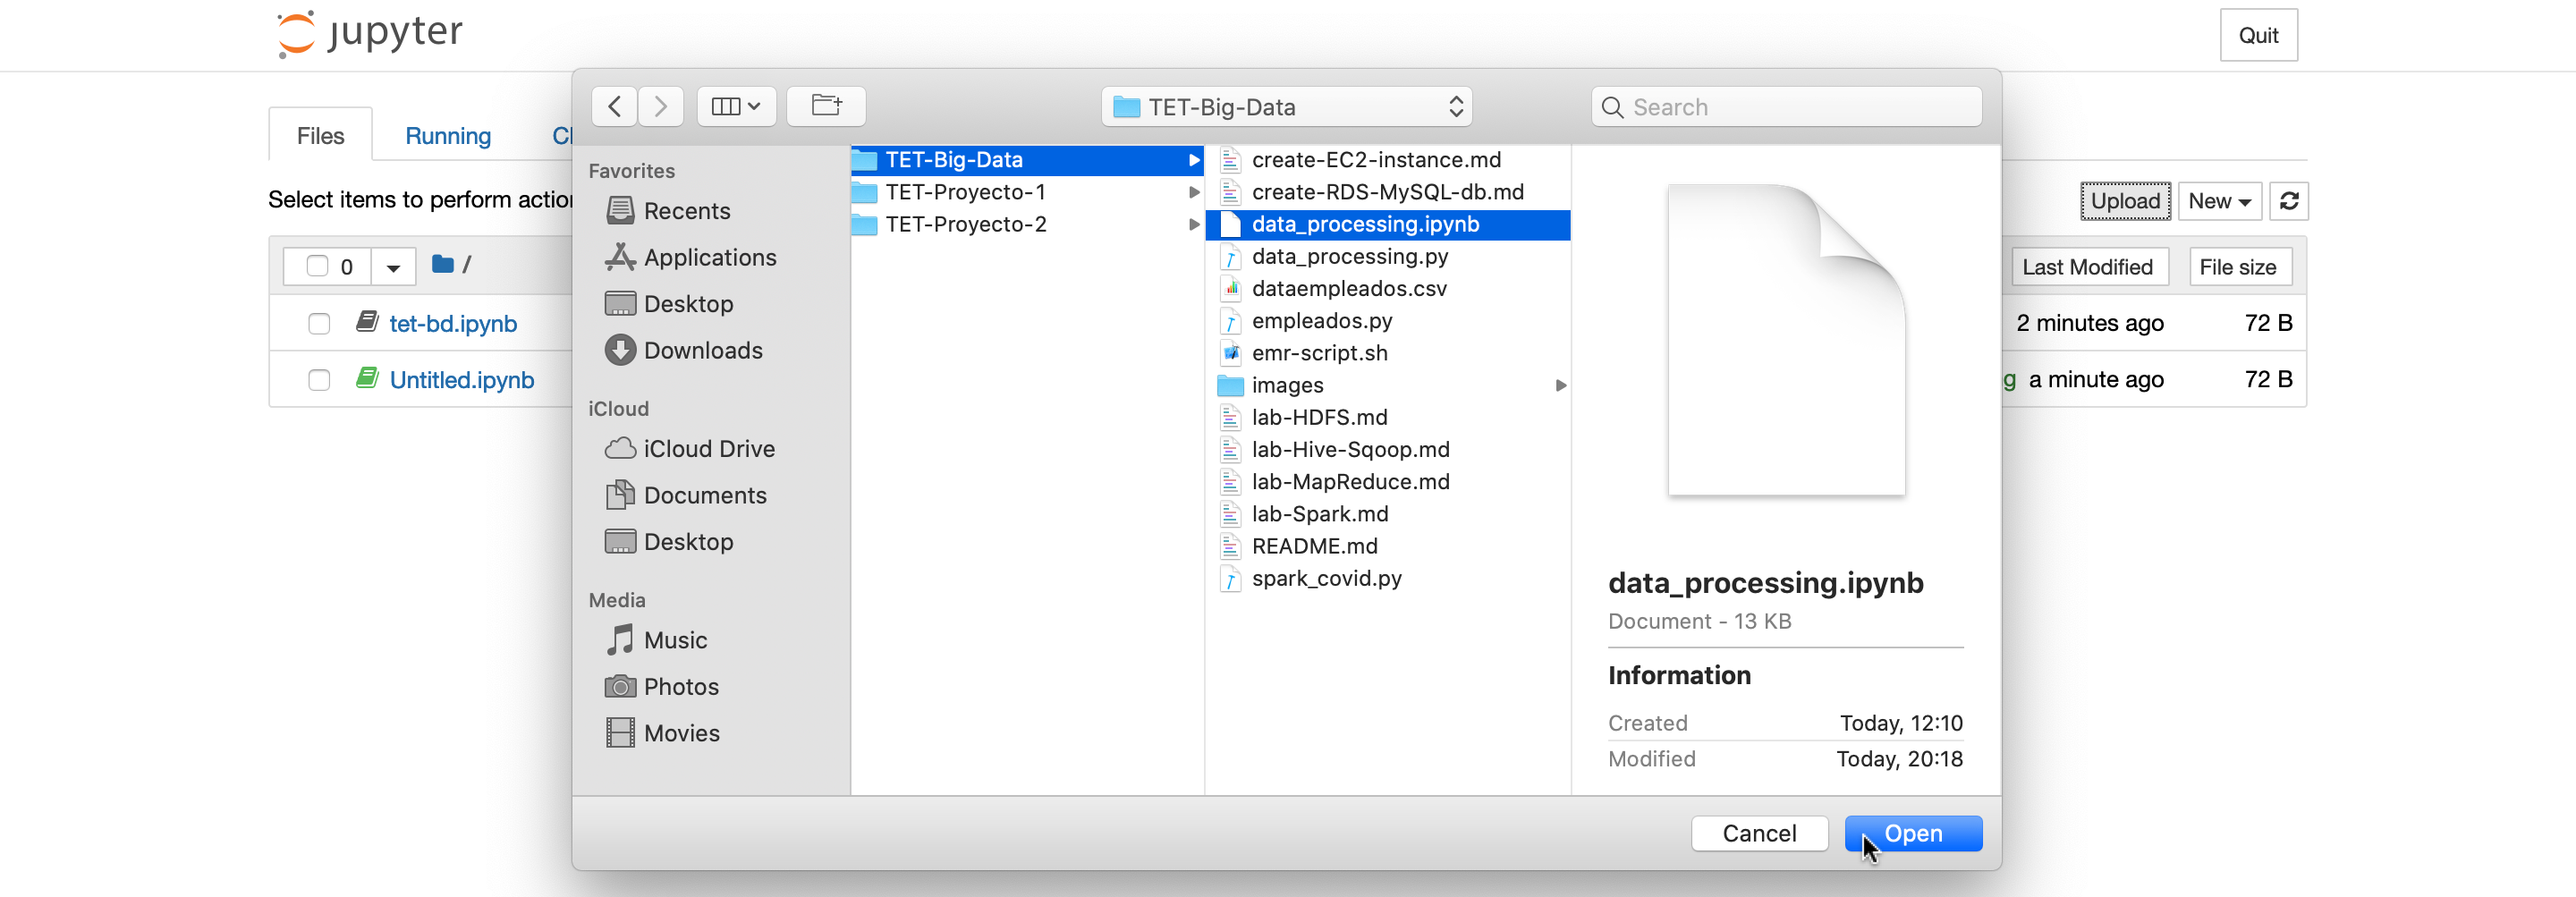 jupyter
Quit
Files
Running
Cl
Select items to perform action
Upload
New
0
/
Last Modified
File size
tet-bd.ipynb
2 minutes ago
72 B
Untitled.ipynb
g
a minute ago
72 B
TET-Big-Data
Search
Favorites
Recents
Applications
Desktop
Downloads
iCloud
iCloud Drive
Documents
Desktop
Media
Music
Photos
Movies
TET-Big-Data
TET-Proyecto-1
TET-Proyecto-2
create-EC2-instance.md
create-RDS-MySQL-db.md
data_processing.ipynb
data_processing.py
dataempleados.csv
empleados.py
emr-script.sh
images
lab-HDFS.md
lab-Hive-Sqoop.md
lab-MapReduce.md
lab-Spark.md
README.md
spark_covid.py
data_processing.ipynb
Document - 13 KB
Information
Created Today, 12:10
Modified Today, 20:18
Cancel
Open